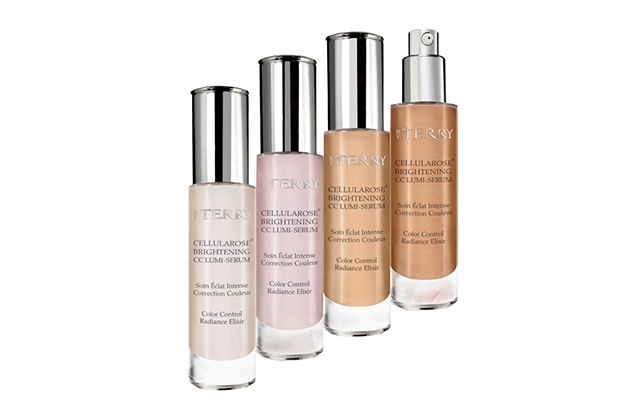 BY TERRY
CELLULAROSE®
BRIGHTENING
CC LUMI-SERUM
Soin Éclat Intense
Correction Couleur
Color Control
Radiance Elixir
BY TERRY
CELLULAROSE®
BRIGHTENING
CC LUMI-SERUM
Soin Éclat Intense
Correction Couleur
Color Control
Radiance Elixir
BY TERRY
CELLULAROSE®
BRIGHTENING
CC LUMI-SERUM
Soin Éclat Intense
Correction Couleur
Color Control
Radiance Elixir
BY TERRY
CELLULAROSE®
BRIGHTENING
CC LUMI-SERUM
Soin Éclat Intense
Correction Couleur
Color Control
Radiance Elixir